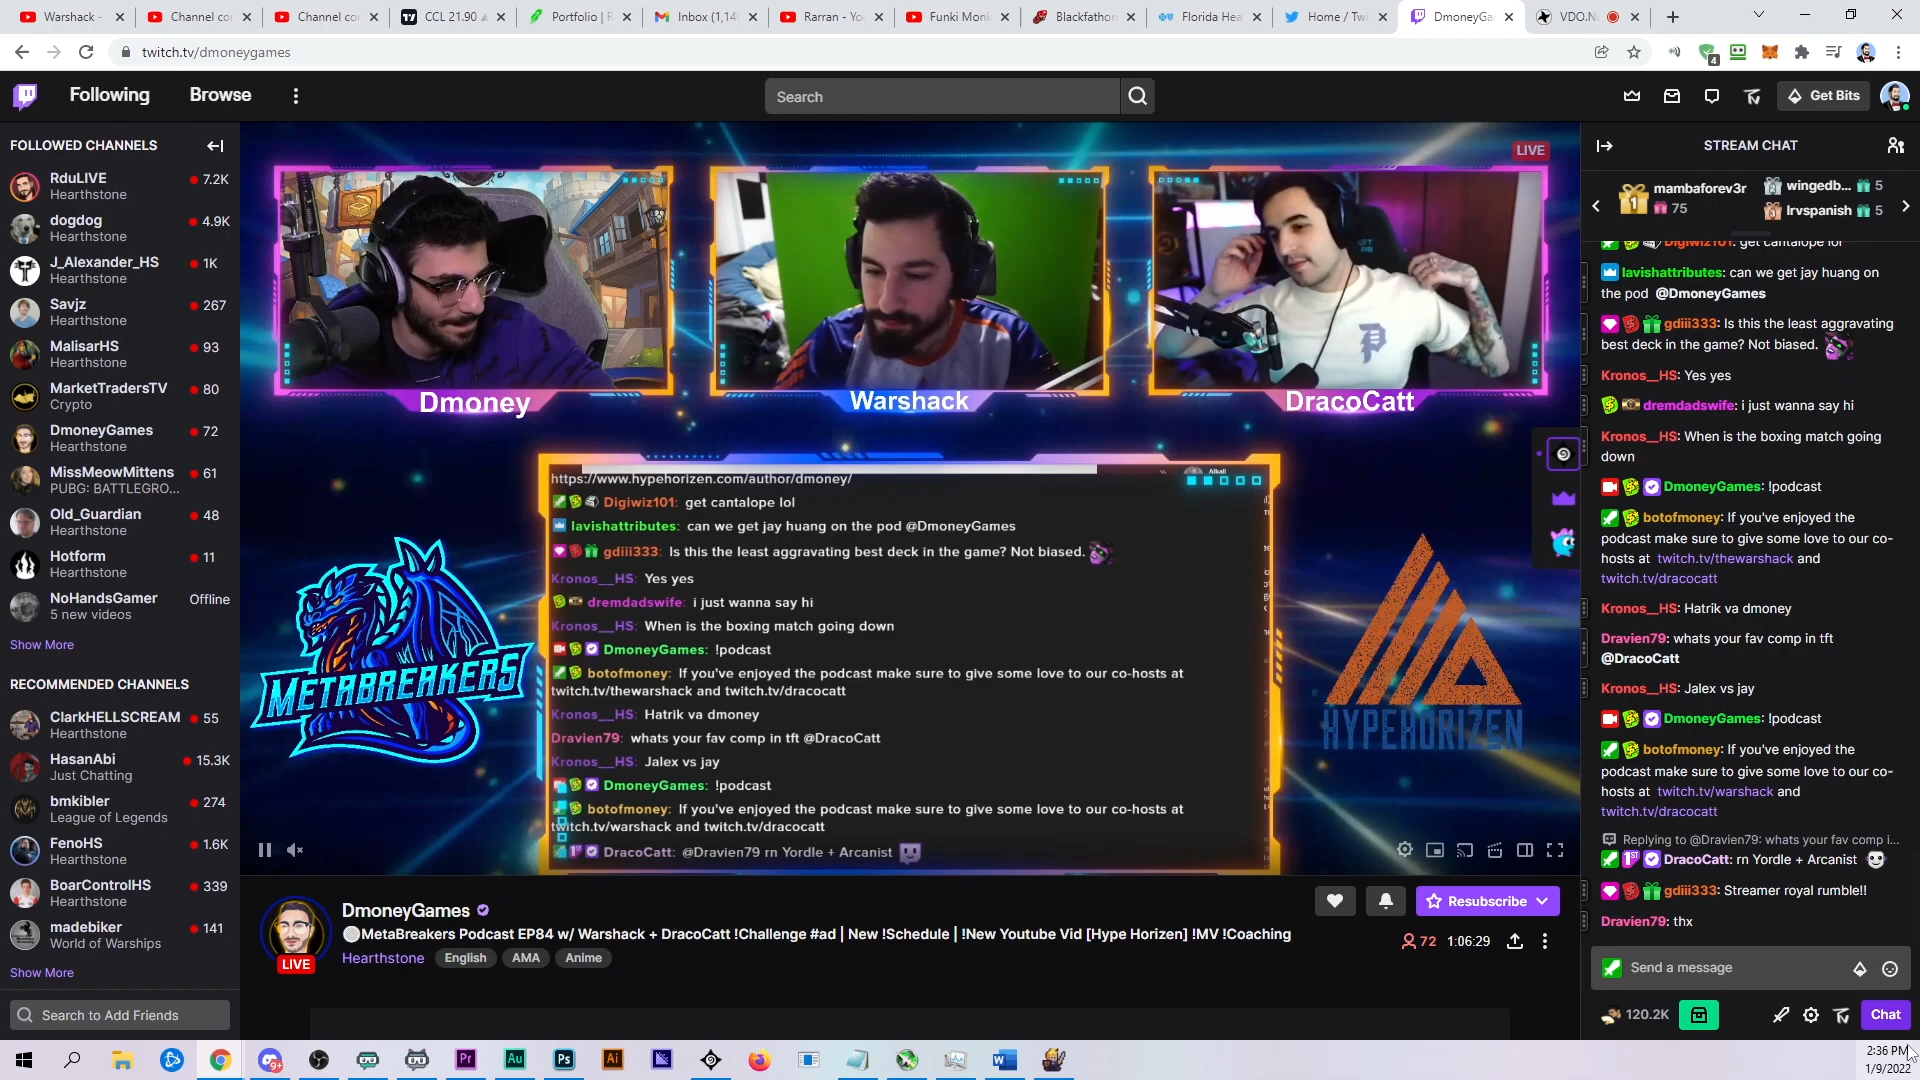 Warshack -
Channel cor
Channel cor
CCL 21.90
Portfolio | R
Inbox (1,14
Rarran - Yo
Funki Monk
Blackfathon
Florida Hea
Home / Twi
DmoneyGa
VDO.N
twitch.tv/dmoneygames
4
Following
Browse
Search
Get Bits
FOLLOWED CHANNELS
RduLIVE
7.2K
Hearthstone
dogdog
4.9K
Hearthstone
J_Alexander_HS
1K
Hearthstone
Savjz
267
Hearthstone
MalisarHS
93
Hearthstone
MarketTradersTV
80
Crypto
DmoneyGames
72
Hearthstone
MissMeowMittens
61
PUBG: BATTLEGRO...
Old_Guardian
48
Hearthstone
Hotform
11
Hearthstone
NoHandsGamer
Offline
5 new videos
Show More
RECOMMENDED CHANNELS
ClarkHELLSCREAM
55
Hearthstone
HasanAbi
15.3K
Just Chatting
bmkibler
274
League of Legends
FenoHS
1.6K
Hearthstone
BoarControlHS
339
Hearthstone
madebiker
141
World of Warships
Show More
Search to Add Friends
LIVE
Dmoney
Warshack
DracoCatt
METABREAKERS
HYPEHORIZEN
Alkali
https://www.hypehorizen.com/author/dmoney/
Digiwiz101: get cantalope lol
lavishattributes: can we get jay huang on the pod @DmoneyGames
gdiii333: Is this the least aggravating best deck in the game? Not biased.
Kronos__HS: Yes yes
dremdadswife: i just wanna say hi
Kronos__HS: When is the boxing match going down
DmoneyGames: !podcast
botofmoney: If you've enjoyed the podcast make sure to give some love to our co-hosts at
twitch.tv/thewarshack and twitch.tv/dracocatt
Kronos__HS: Hatrik va dmoney
Dravien79: whats your fav comp in tft @DracoCatt
Kronos__HS: Jalex vs jay
DmoneyGames: !podcast
botofmoney: If you've enjoyed the podcast make sure to give some love to our co-hosts at
twitch.tv/warshack and twitch.tv/dracocatt
DracoCatt: @Dravien79 rn Yordle + Arcanist
DmoneyGames
MetaBreakers Podcast EP84 w/ Warshack + DracoCatt !Challenge #ad | New !Schedule | !New Youtube Vid [Hype Horizen] !MV !Coaching
Hearthstone
English
AMA
Anime
LIVE
Resubscribe
72
1:06:29
STREAM CHAT
1
mambaforev3r
75
2
wingedb...
5
3
lrvspanish
5
Digiwiz101: get cantalope lol
lavishattributes: can we get jay huang on
the pod @DmoneyGames
gdiii333: Is this the least aggravating
best deck in the game? Not biased.
Kronos__HS: Yes yes
dremdadswife: i just wanna say hi
Kronos__HS: When is the boxing match going
down
DmoneyGames: !podcast
botofmoney: If you've enjoyed the
podcast make sure to give some love to our co-
hosts at twitch.tv/thewarshack and
twitch.tv/dracocatt
Kronos__HS: Hatrik va dmoney
Dravien79: whats your fav comp in tft
@DracoCatt
Kronos__HS: Jalex vs jay
DmoneyGames: !podcast
botofmoney: If you've enjoyed the
podcast make sure to give some love to our co-
hosts at twitch.tv/warshack and
twitch.tv/dracocatt
Replying to @Dravien79: whats your fav comp i...
1ST DracoCatt: rn Yordle + Arcanist
gdiii333: Streamer royal rumble!!
Dravien79: thx
Send a message
120.2K
Chat
9+
Pr
Au
Ps
Ai
W
2:36 PM
1/9/2022